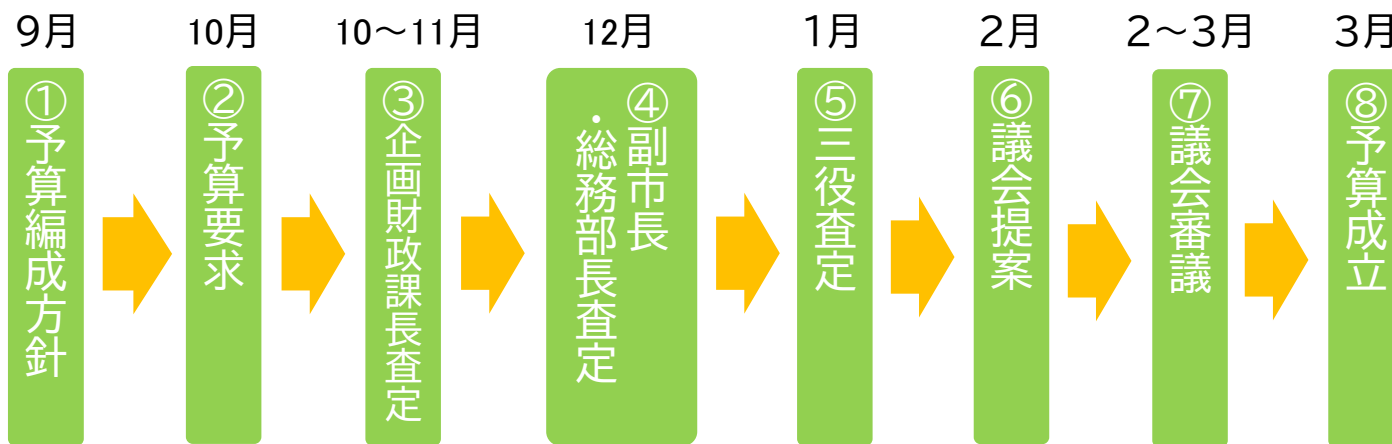 9月
①予算編成方針
10月
②予算要求
10～11月
③企画財政課長査定
12月
④副市長
・総務部長査定
1月
⑤三役査定
2月
⑥議会提案
2～3月
⑦議会審議
3月
⑧予算成立